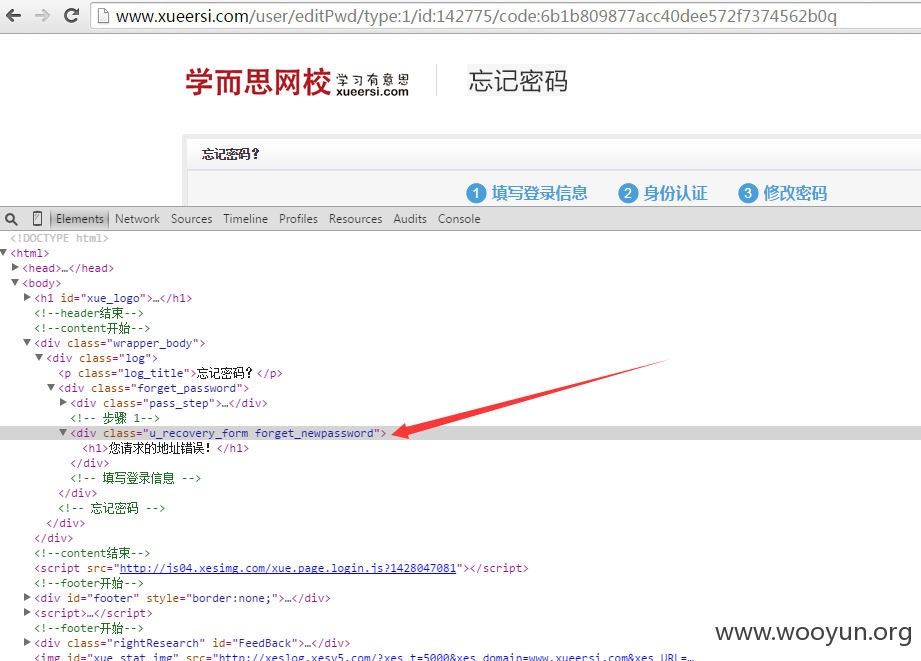 www.xueersi.com/user/editPwd/type:1/id:142775/code:6b1b809877acc40dee572f7374562b0q
学而思网校 学习有意思 xueersi.com 忘记密码
忘记密码?
1 填写登录信息 2 身份认证 3 修改密码
Elements Network Sources Timeline Profiles Resources Audits Console
<!DOCTYPE html>
<html>
<head>…</head>
<body>
<h1 id="xue_logo">…</h1>
<!--header结束-->
<!--content开始-->
<div class="wrapper_body">
<div class="log">
<p class="log_title">忘记密码? </p>
<div class="forget_password">
<div class="pass_step">…</div>
<!-- 步骤 1-->
<div class="u_recovery_form forget_newpassword">
<h1>您请求的地址错误! </h1>
</div>
<!-- 填写登录信息 -->
</div>
<!-- 忘记密码 -->
</div>
</div>
<!--content结束-->
<script src="http://js04.xesimg.com/xue.page.login.js?1428047081"></script>
<!--footer开始-->
<div id="footer" style="border:none;">…</div>
<script>…</script>
<!--footer开始-->
<div class="rightResearch" id="FeedBack">…</div>
<img id="xue_stat_img" src="http://xeslog.xesv5.com/?xes_t=5000&xes_domain=www.xueersi.com&xes_URL=…
www.wooyun.org